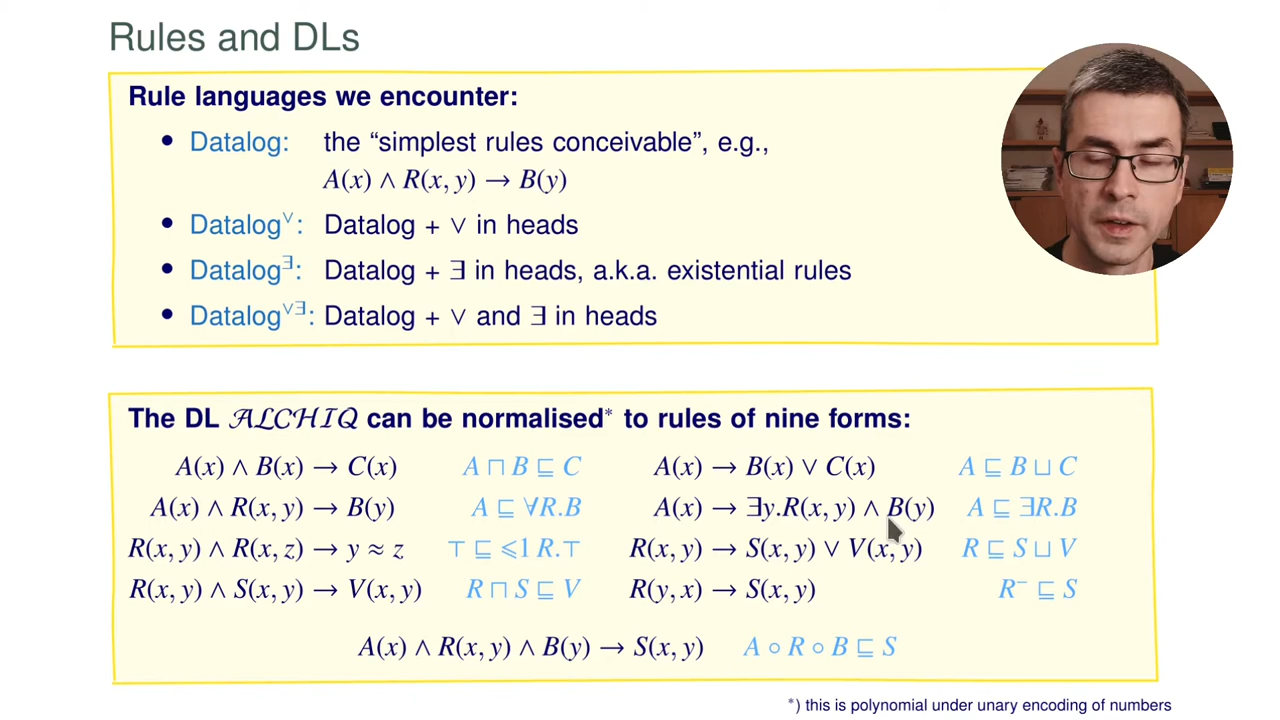 Rules and DLs
Rule languages we encounter:
• Datalog: the “simplest rules conceivable”, e.g.,
A(x) ∧ R(x, y) → B(y)
• Datalog∨: Datalog + ∨ in heads
• Datalog∃: Datalog + ∃ in heads, a.k.a. existential rules
• Datalog∨∃: Datalog + ∨ and ∃ in heads
The DL ALCHIQ can be normalised* to rules of nine forms:
A(x) ∧ B(x) → C(x) A ⊓ B ⊑ C A(x) → B(x) ∨ C(x) A ⊑ B ⊔ C
A(x) ∧ R(x, y) → B(y) A ⊑ ∀R.B A(x) → ∃y.R(x, y) ∧ B(y) A ⊑ ∃R.B
R(x, y) ∧ R(x, z) → y ≈ z ⊤ ⊑ ⩽1 R.⊤ R(x, y) → S(x, y) ∨ V(x, y) R ⊑ S ⊔ V
R(x, y) ∧ S(x, y) → V(x, y) R ⊓ S ⊑ V R(y, x) → S(x, y) R⁻ ⊑ S
A(x) ∧ R(x, y) ∧ B(y) → S(x, y) A ∘ R ∘ B ⊑ S
*) this is polynomial under unary encoding of numbers